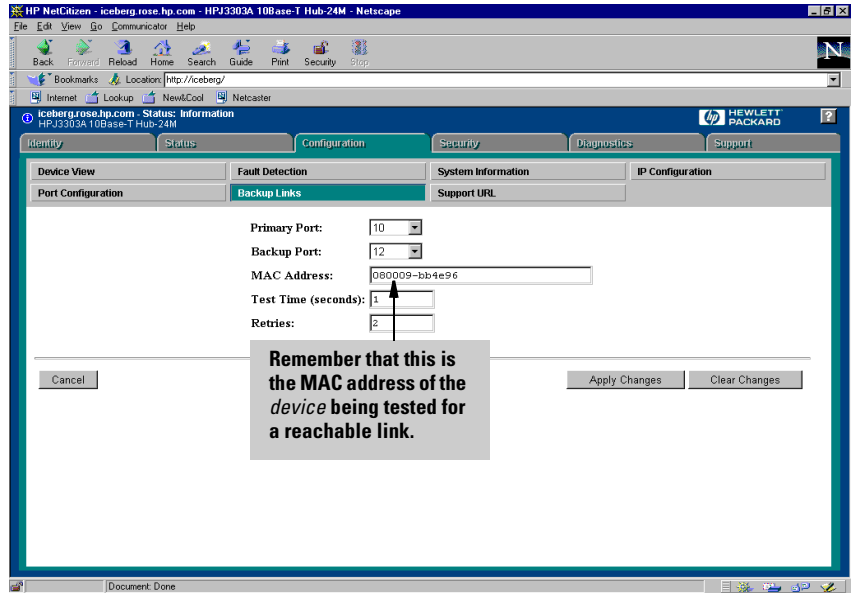 HP NetCitizen - iceberg.rose.hp.com - HPJ3303A 10Base-T Hub-24M - Netscape
File Edit View Go Communicator Help
Back Forward Reload Home Search Guide Print Security Stop
N
Bookmarks Location: http://iceberg/
Internet Lookup New&Cool Netcaster
iceberg.rose.hp.com - Status: Information
HPJ3303A 10Base-T Hub-24M
hp HEWLETT PACKARD ?
Identity Status Configuration Security Diagnostics Support
Device View Fault Detection System Information IP Configuration
Port Configuration Backup Links Support URL
Primary Port: 10
Backup Port: 12
MAC Address: 080009-bb4e96
Test Time (seconds): 1
Retries: 2
Remember that this is
the MAC address of the
device being tested for
a reachable link.
Cancel Apply Changes Clear Changes
Document: Done